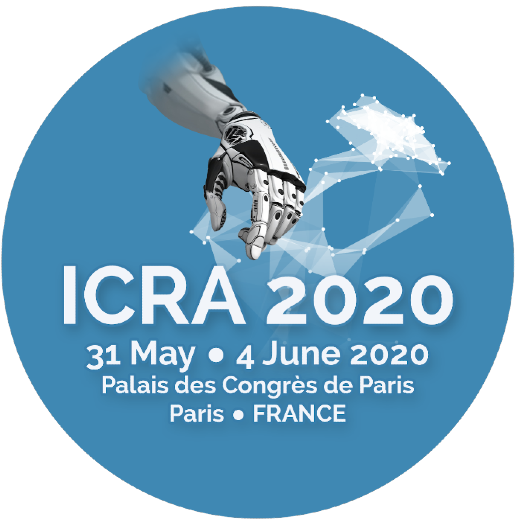 ICRA 2020
31 May ● 4 June 2020
Palais des Congrès de Paris
Paris ● FRANCE